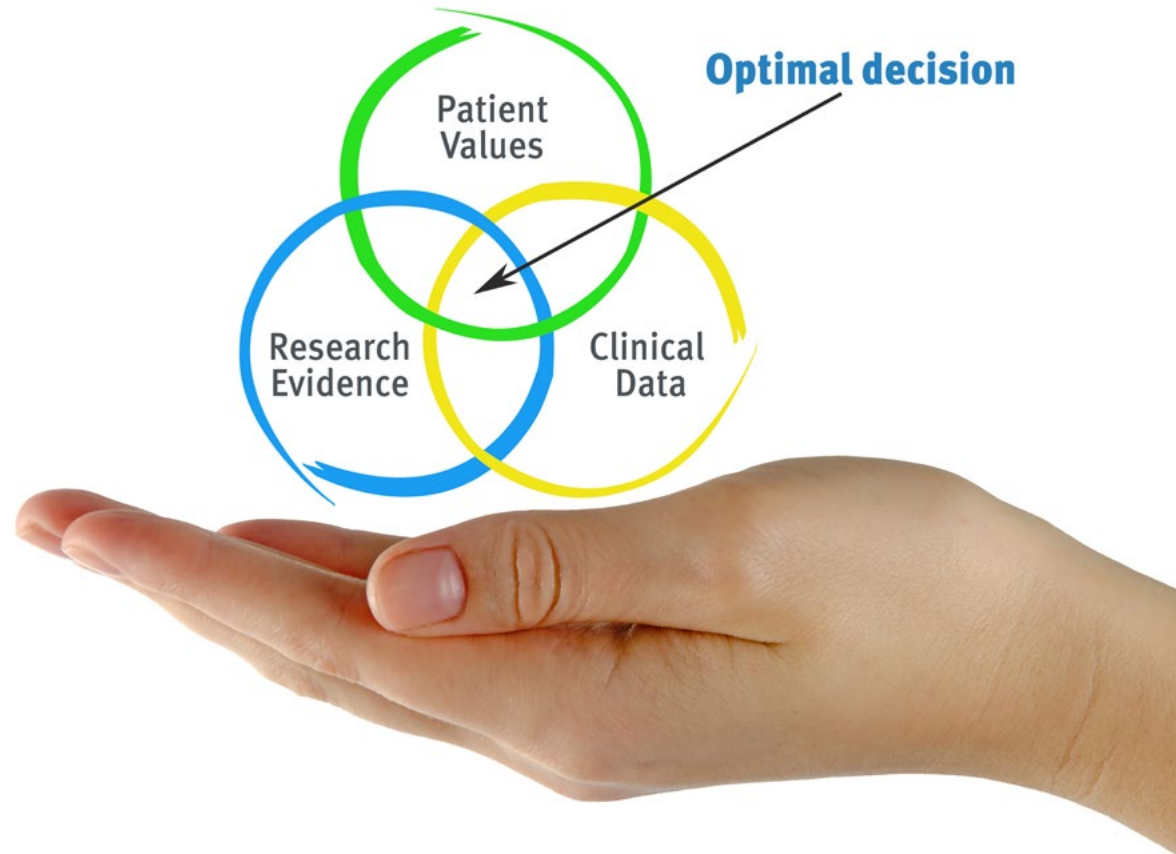 Optimal decision
Patient
Values
Research
Evidence
Clinical
Data